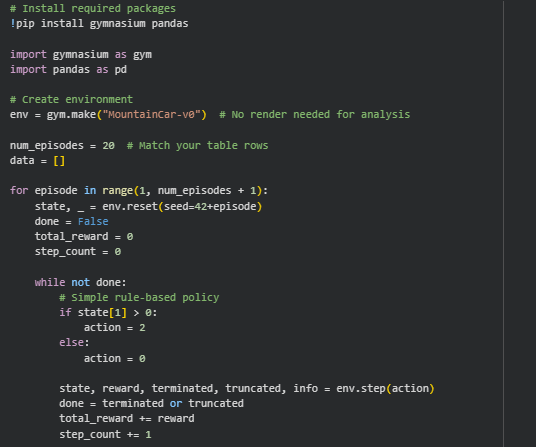 # Install required packages
!pip install gymnasium pandas
import gymnasium as gym
import pandas as pd
# Create environment
env = gym.make("MountainCar-v0")  # No render needed for analysis
num_episodes = 20  # Match your table rows
data = []
for episode in range(1, num_episodes + 1):
    state, _ = env.reset(seed=42+episode)
    done = False
    total_reward = 0
    step_count = 0
    while not done:
        # Simple rule-based policy
        if state[1] > 0:
            action = 2
        else:
            action = 0
        state, reward, terminated, truncated, info = env.step(action)
        done = terminated or truncated
        total_reward += reward
        step_count += 1